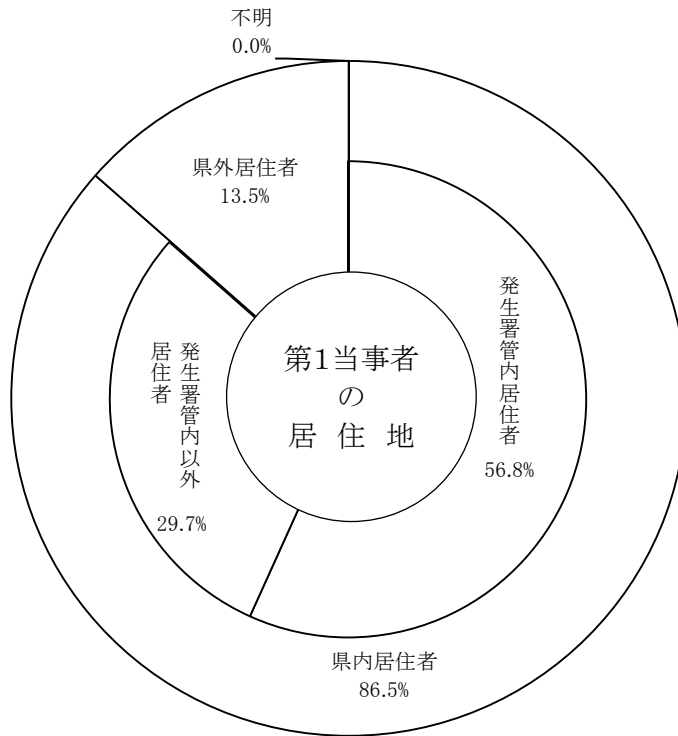 不明
0.0%
県外居住者
13.5%
発生署管内居住者
56.8%
第1当事者
の
居 住 地
発生署管内以外
居住者
29.7%
県内居住者
86.5%